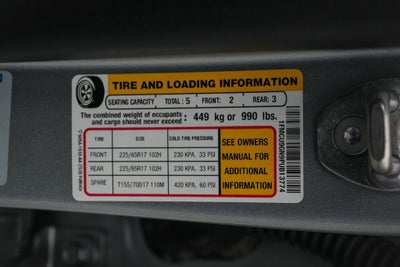 TIRE AND LOADING INFORMATION
SEATING CAPACITY TOTAL : 5 FRONT: 2 REAR: 3
The combined weight of occupants
and cargo should never exceed : 449 kg or 990 lbs.
TIRE SIZE COLD TIRE PRESSURE
FRONT 225/65R17 102H 230 KPA, 33 PSI
REAR 225/65R17 102H 230 KPA, 33 PSI
SPARE T155/70D17 110M 420 KPA, 60 PSI
SEE OWNERS
MANUAL FOR
ADDITIONAL
INFORMATION